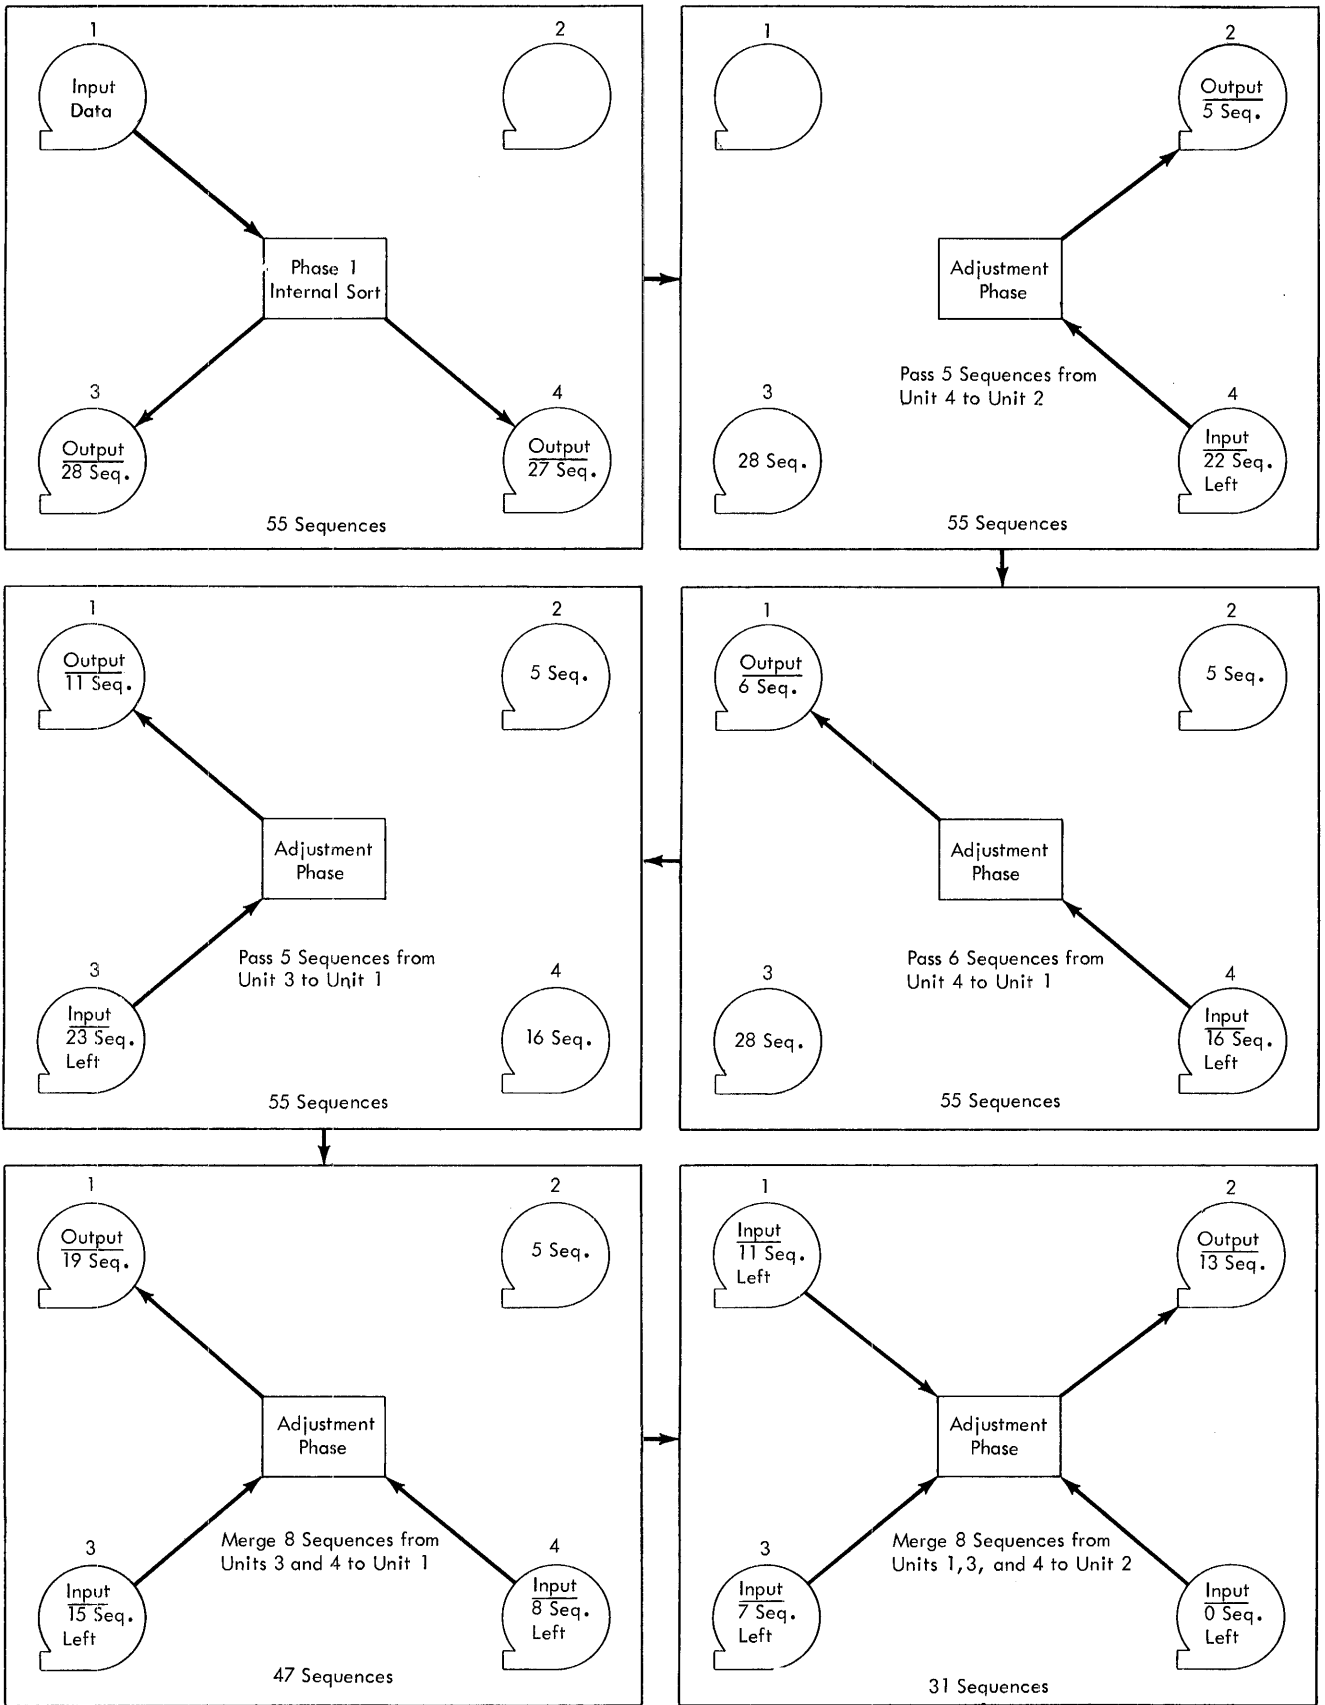 1
2
Input
Data
Phase 1
Internal Sort
3
4
Output
28 Seq.
Output
27 Seq.
55 Sequences
1
2
Output
5 Seq.
Adjustment
Phase
Pass 5 Sequences from
Unit 4 to Unit 2
3
4
28 Seq.
Input
22 Seq.
Left
55 Sequences
1
2
Output
11 Seq.
5 Seq.
Adjustment
Phase
Pass 5 Sequences from
Unit 3 to Unit 1
3
4
Input
23 Seq.
Left
16 Seq.
55 Sequences
1
2
Output
6 Seq.
5 Seq.
Adjustment
Phase
Pass 6 Sequences from
Unit 4 to Unit 1
3
4
28 Seq.
Input
16 Seq.
Left
55 Sequences
1
2
Output
19 Seq.
5 Seq.
Adjustment
Phase
Merge 8 Sequences from
Units 3 and 4 to Unit 1
3
4
Input
15 Seq.
Left
Input
8 Seq.
Left
47 Sequences
1
2
Input
11 Seq.
Left
Output
13 Seq.
Adjustment
Phase
Merge 8 Sequences from
Units 1,3, and 4 to Unit 2
3
4
Input
7 Seq.
Left
Input
0 Seq.
Left
31 Sequences